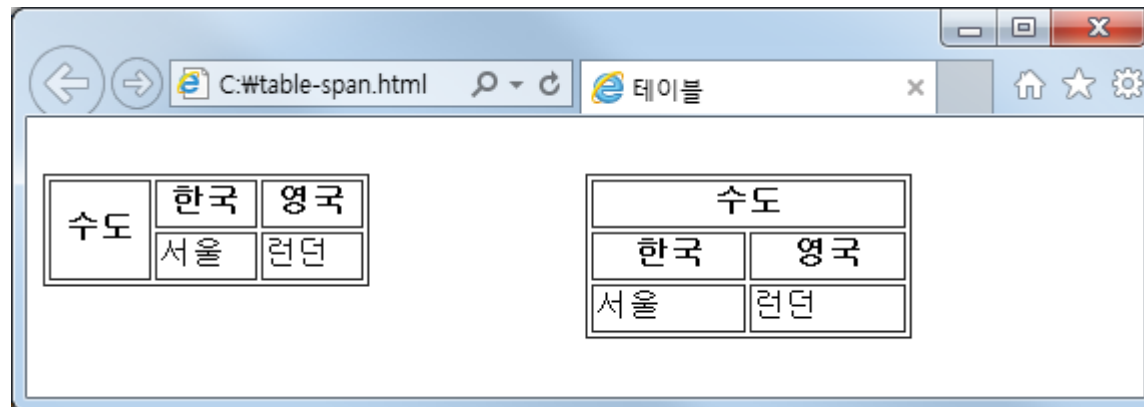 C:₩table-span.html
테이블
수도 한국 영국
서울 런던
수도
한국 영국
서울 런던